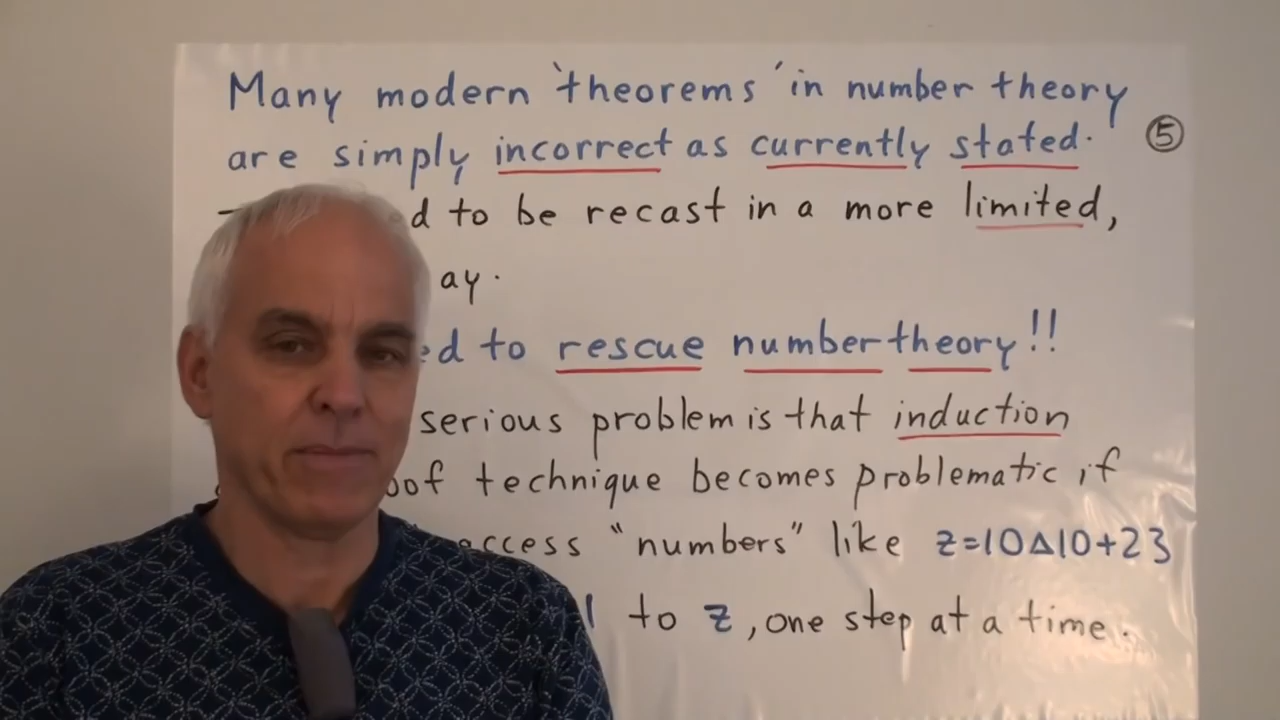 Many modern 'theorems' in number theory
are simply incorrect as currently stated. ⑤
d to be recast in a more limited,
ay.
ed to rescue number theory!!
serious problem is that induction
oof technique becomes problematic if
access "numbers" like z=10△10+23
1 to z, one step at a time.